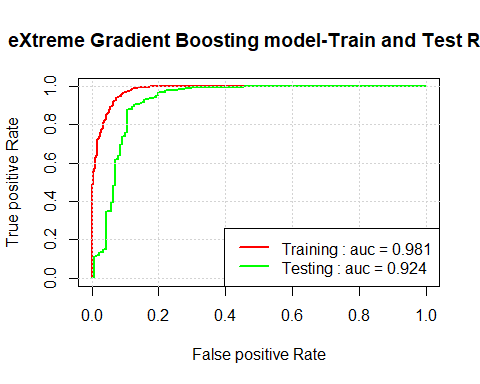 eXtreme Gradient Boosting model-Train and Test R
True positive Rate
1.0
0.8
0.6
0.4
0.2
0.0
Training : auc = 0.981
Testing : auc = 0.924
0.0 0.2 0.4 0.6 0.8 1.0
False positive Rate